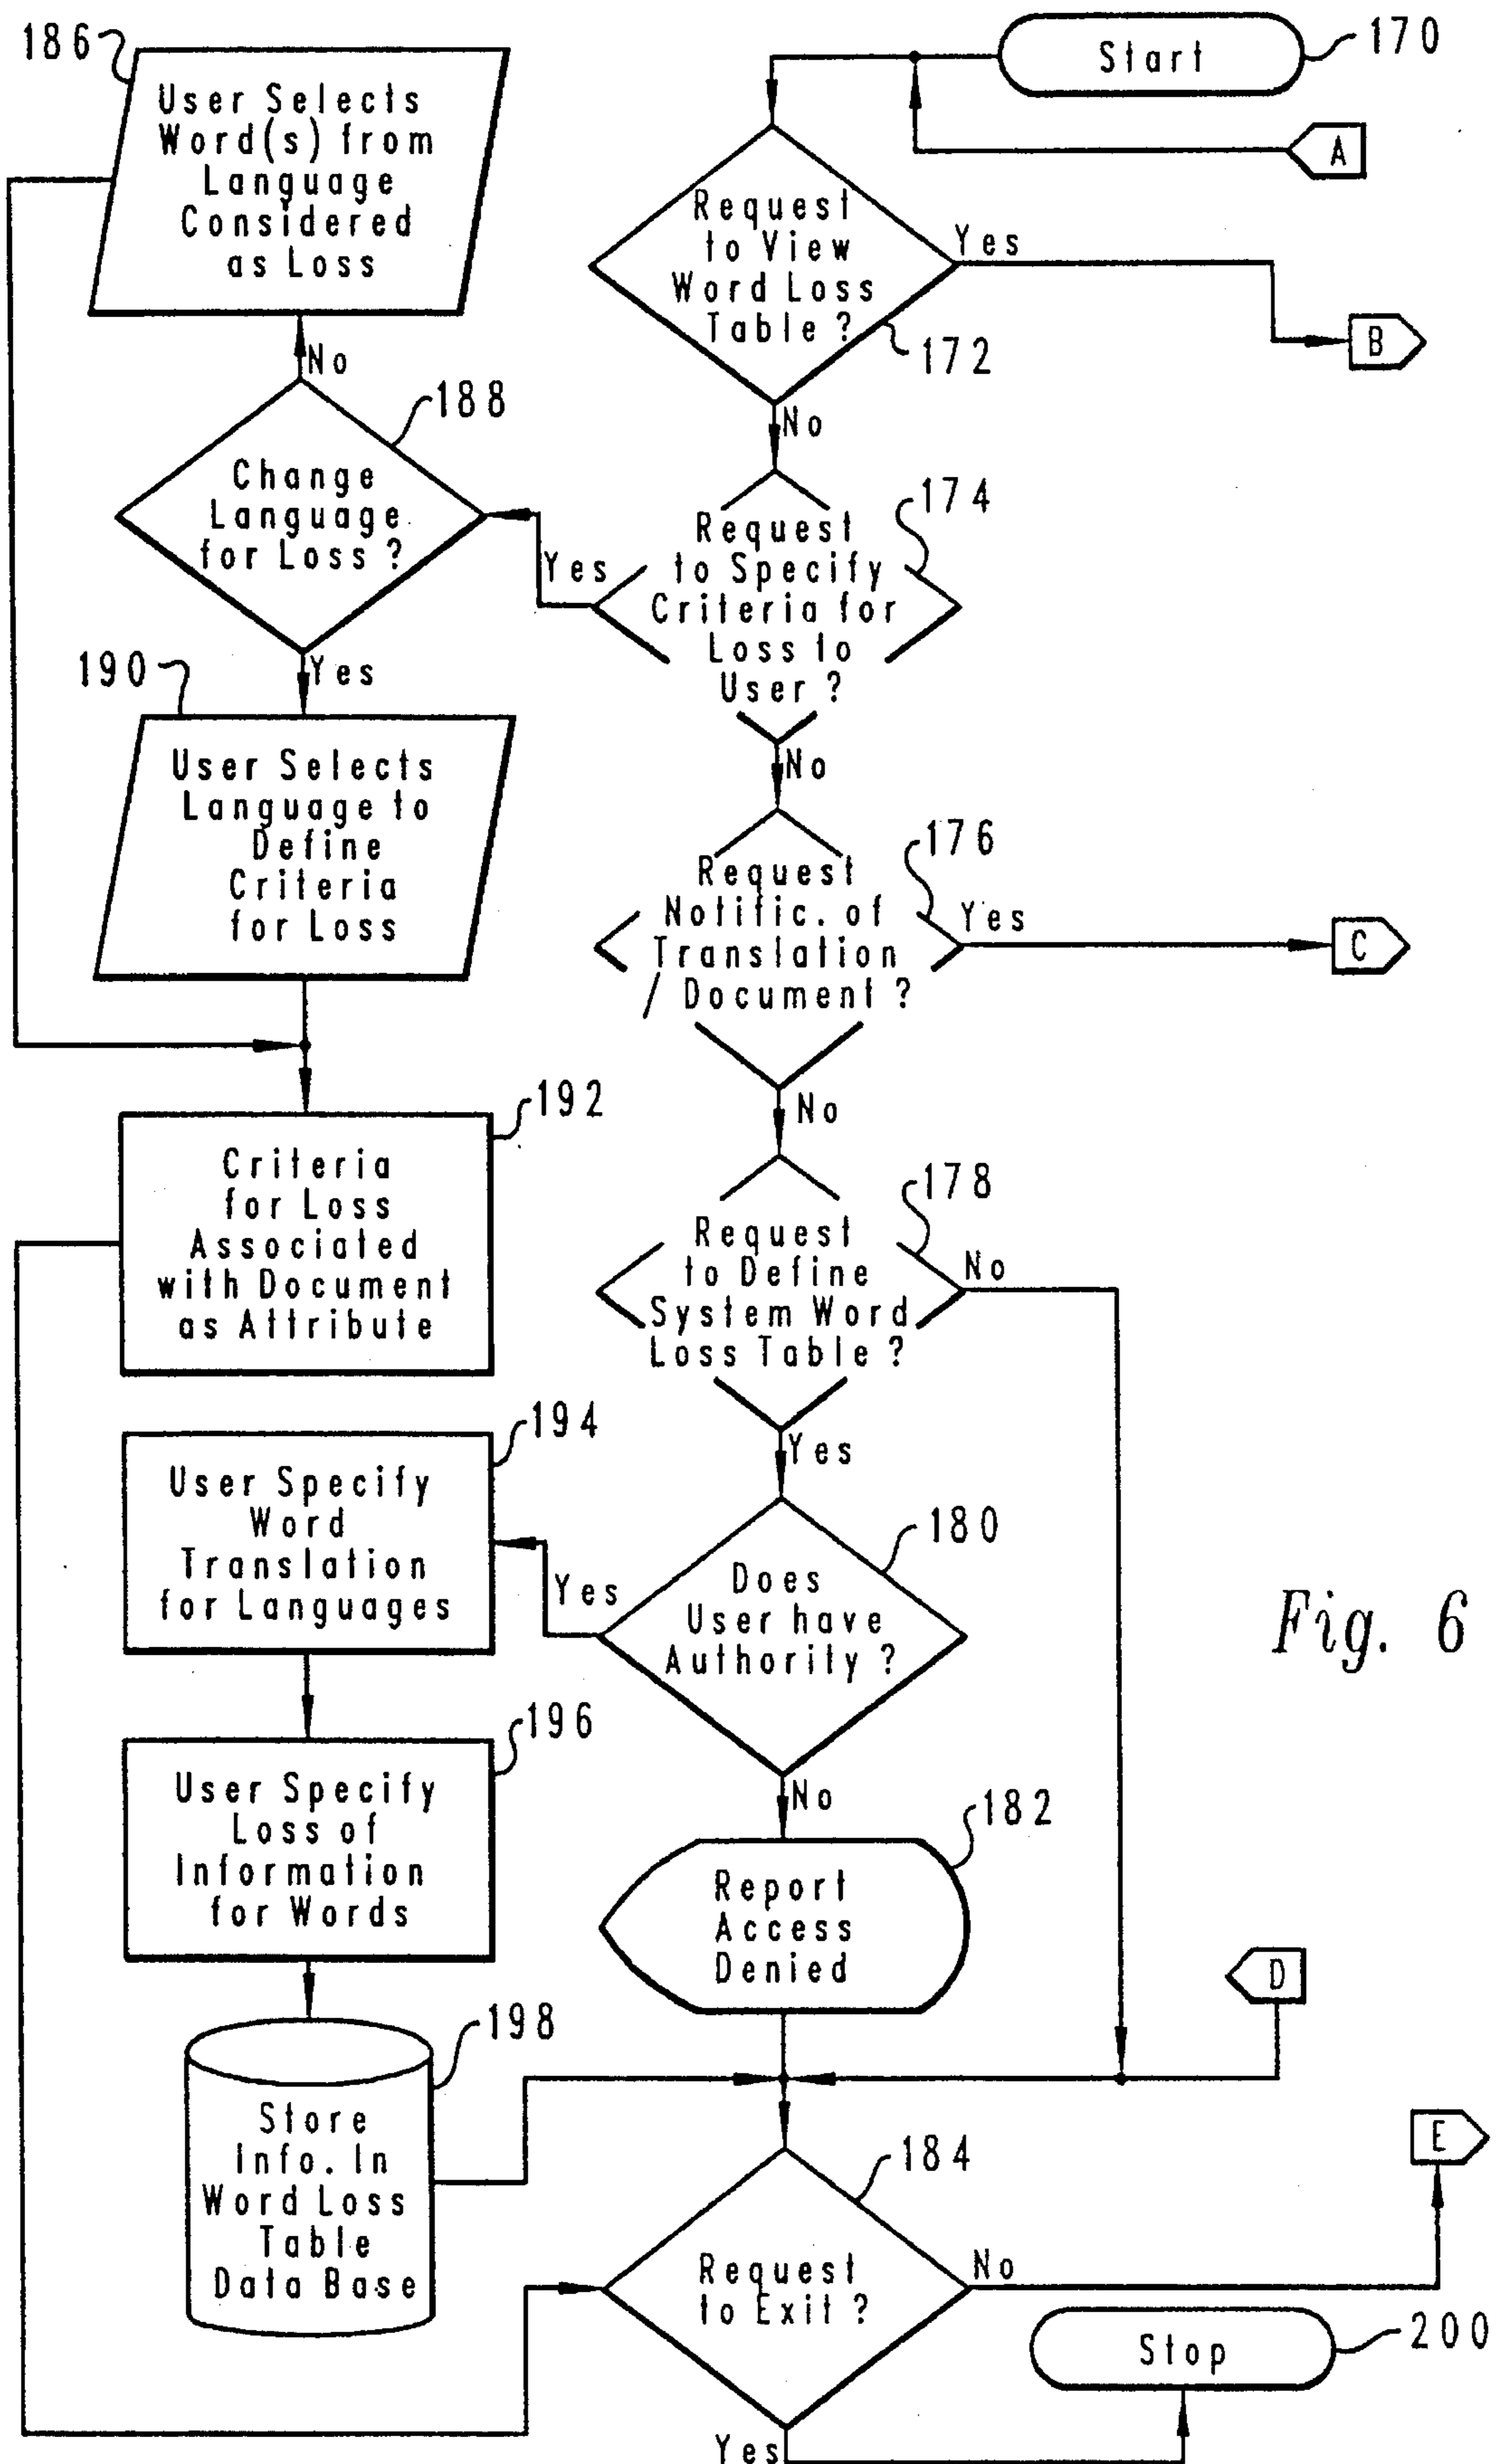 186
User Selects
Word(s) from
Language
Considered
as Loss
Start
170
A
Request
to View
Word Loss
Table ?
172
Yes
B
No
No
188
Change
Language
for Loss ?
Yes
174
Request
to Specify
Criteria for
Loss to
User ?
Yes
No
190
User Selects
Language to
Define
Criteria
for Loss
176
Request
Notific. of
Translation
/ Document ?
Yes
C
No
192
Criteria
for Loss
Associated
with Document
as Attribute
178
Request
to Define
System Word
Loss Table ?
No
Yes
194
User Specify
Word
Translation
for Languages
180
Does
User have
Authority ?
Yes
No
Fig. 6
196
User Specify
Loss of
Information
for Words
182
Report
Access
Denied
D
198
Store
Info. In
Word Loss
Table
Data Base
184
Request
to Exit ?
No
E
Yes
Stop
200